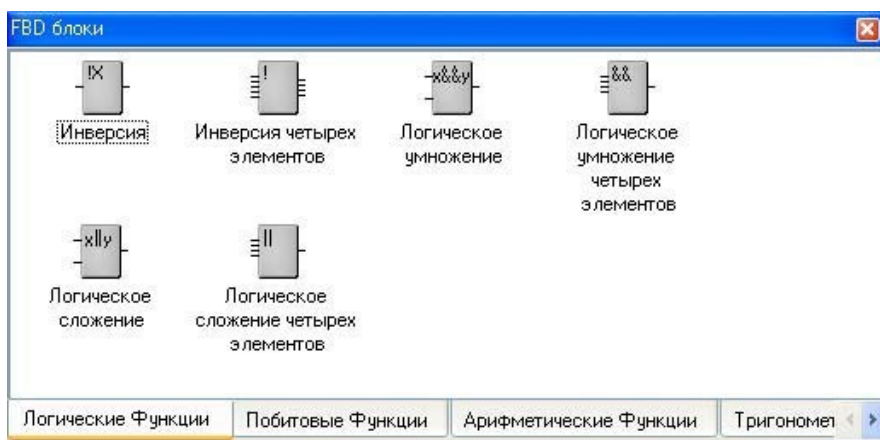 FBD блоки
!X
!
x&&y
&&
Инверсия
Инверсия четырех
элементов
Логическое
умножение
Логическое
умножение
четырех
элементов
x||y
||
Логическое
сложение
Логическое
сложение четырех
элементов
Логические Функции
Побитовые Функции
Арифметические Функции
Тригономет